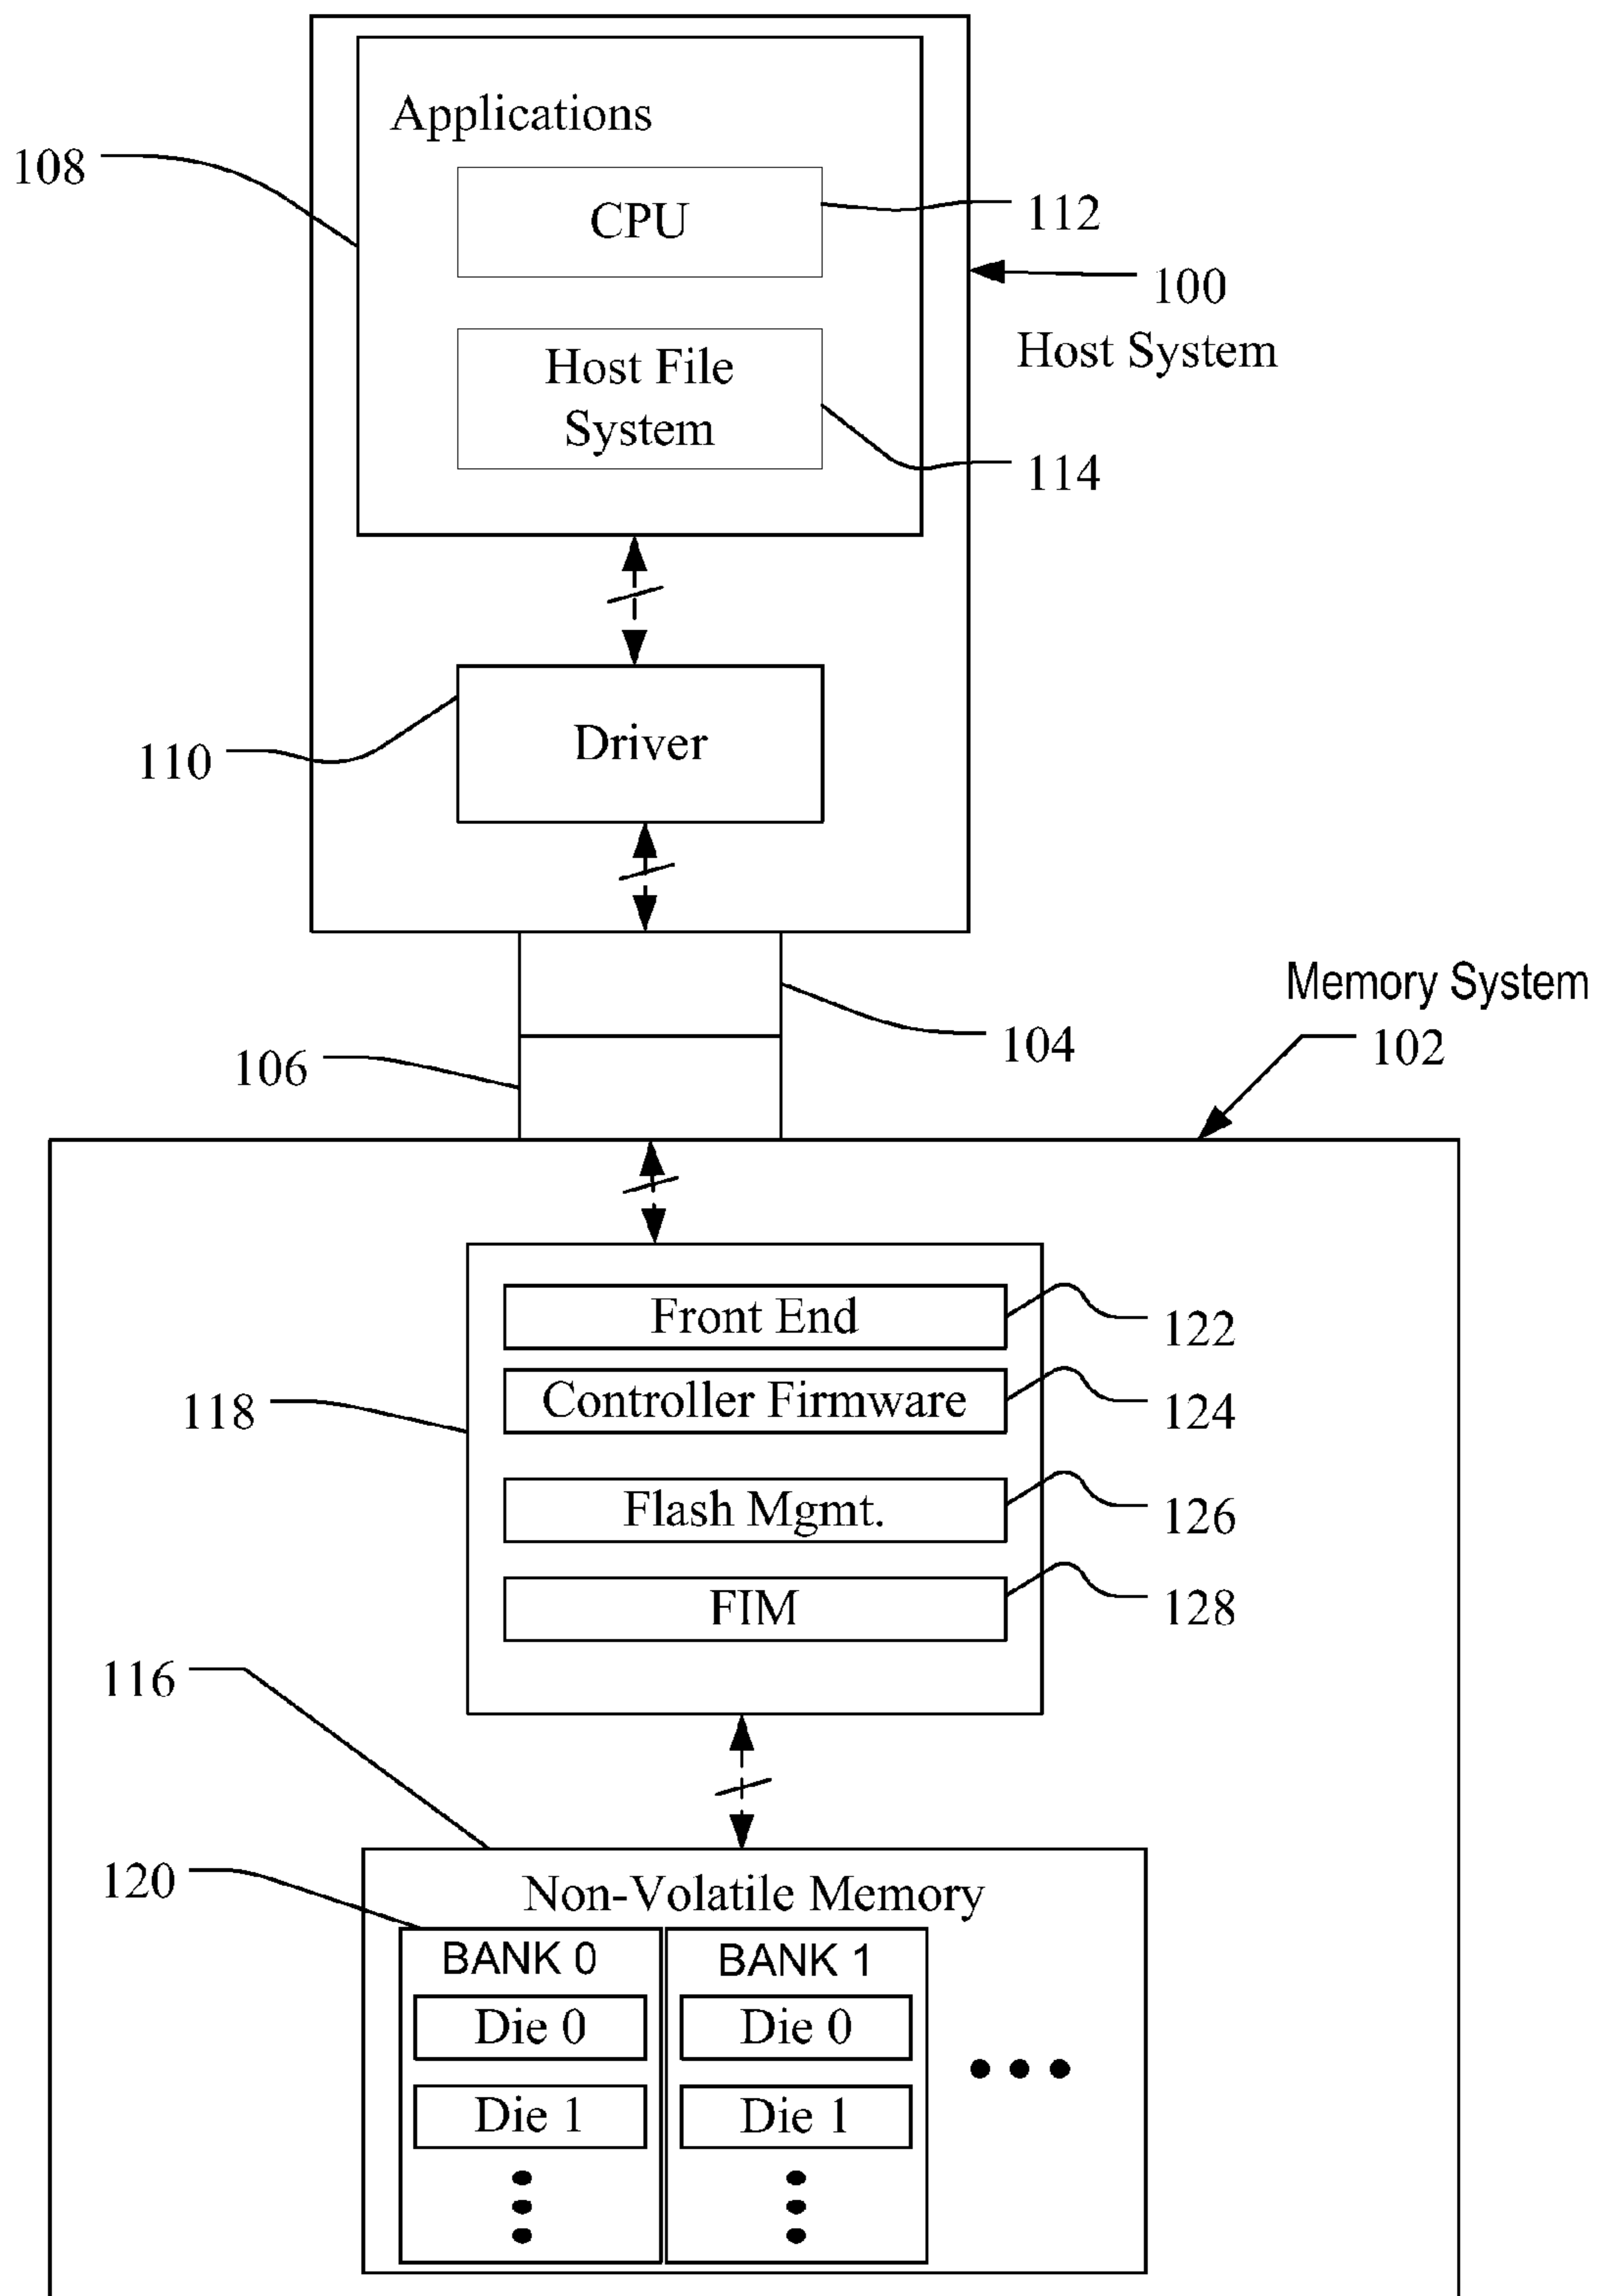 Applications
108
CPU
112
100
Host System
Host File
System
114
Driver
110
Memory System
104
102
106
Front End
122
Controller Firmware
118
124
Flash Mgmt.
126
FIM
128
116
120
Non-Volatile Memory
BANK 0
BANK 1
Die 0
Die 0
Die 1
Die 1